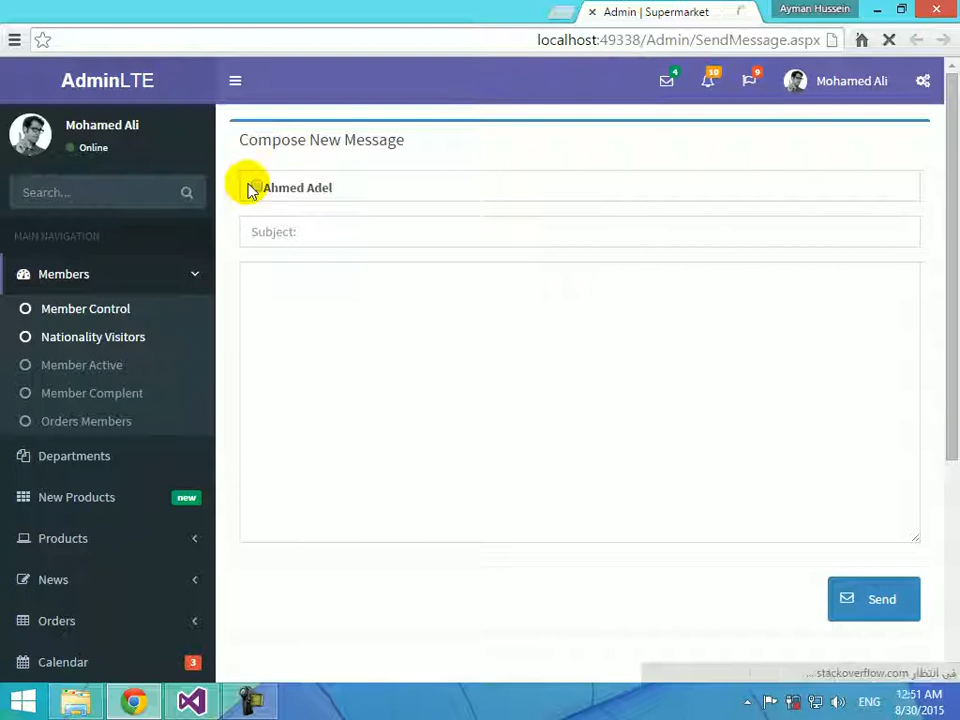 Admin | Supermarket
Ayman Hussein
localhost:49338/Admin/SendMessage.aspx
AdminLTE
4
10
9
Mohamed Ali
Mohamed Ali
Online
Search...
MAIN NAVIGATION
Members
Member Control
Nationality Visitors
Member Active
Member Complent
Orders Members
Departments
New Products
new
Products
News
Orders
Calendar
3
Compose New Message
Ahmed Adel
Subject:
Send
في انتظار stackoverflow.com ...
ENG
12:51 AM
8/30/2015